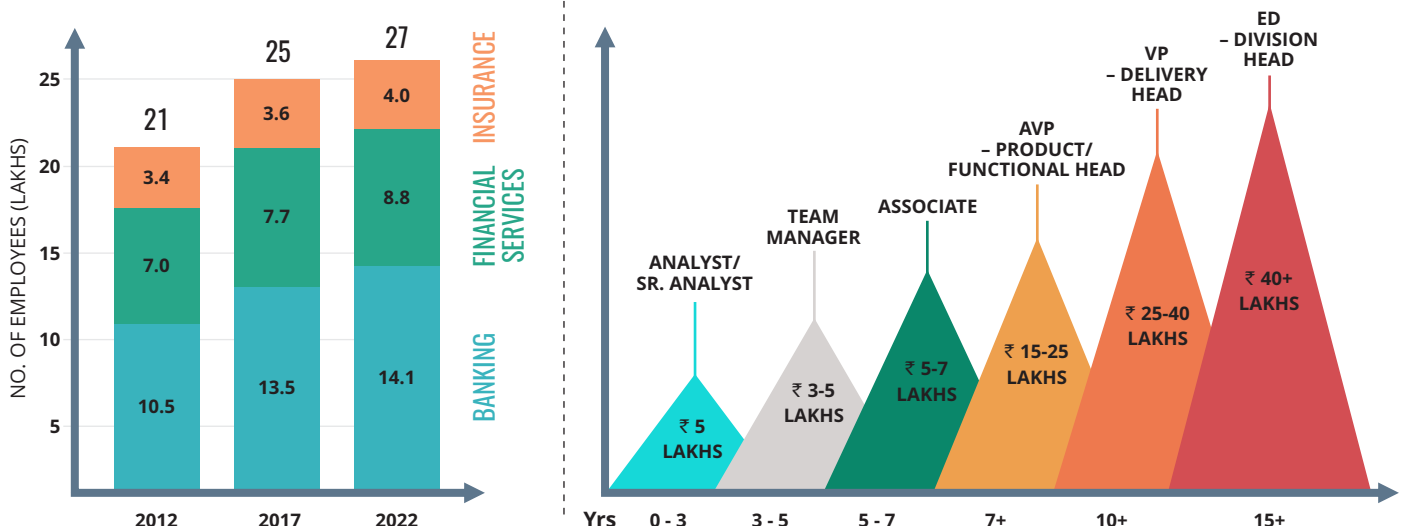 NO. OF EMPLOYEES (LAKHS)
25
20
15
10
5
21
3.4
7.0
10.5
2012
25
3.6
7.7
13.5
2017
27
4.0
8.8
14.1
2022
INSURANCE
FINANCIAL
SERVICES
BANKING
ANALYST/
SR. ANALYST
₹ 5
LAKHS
TEAM
MANAGER
₹ 3-5
LAKHS
ASSOCIATE
₹ 5-7
LAKHS
AVP
– PRODUCT/
FUNCTIONAL HEAD
₹ 15-25
LAKHS
VP
– DELIVERY
HEAD
₹ 25-40
LAKHS
ED
– DIVISION
HEAD
₹ 40+
LAKHS
Yrs 0 - 3 3 - 5 5 - 7 7+ 10+ 15+